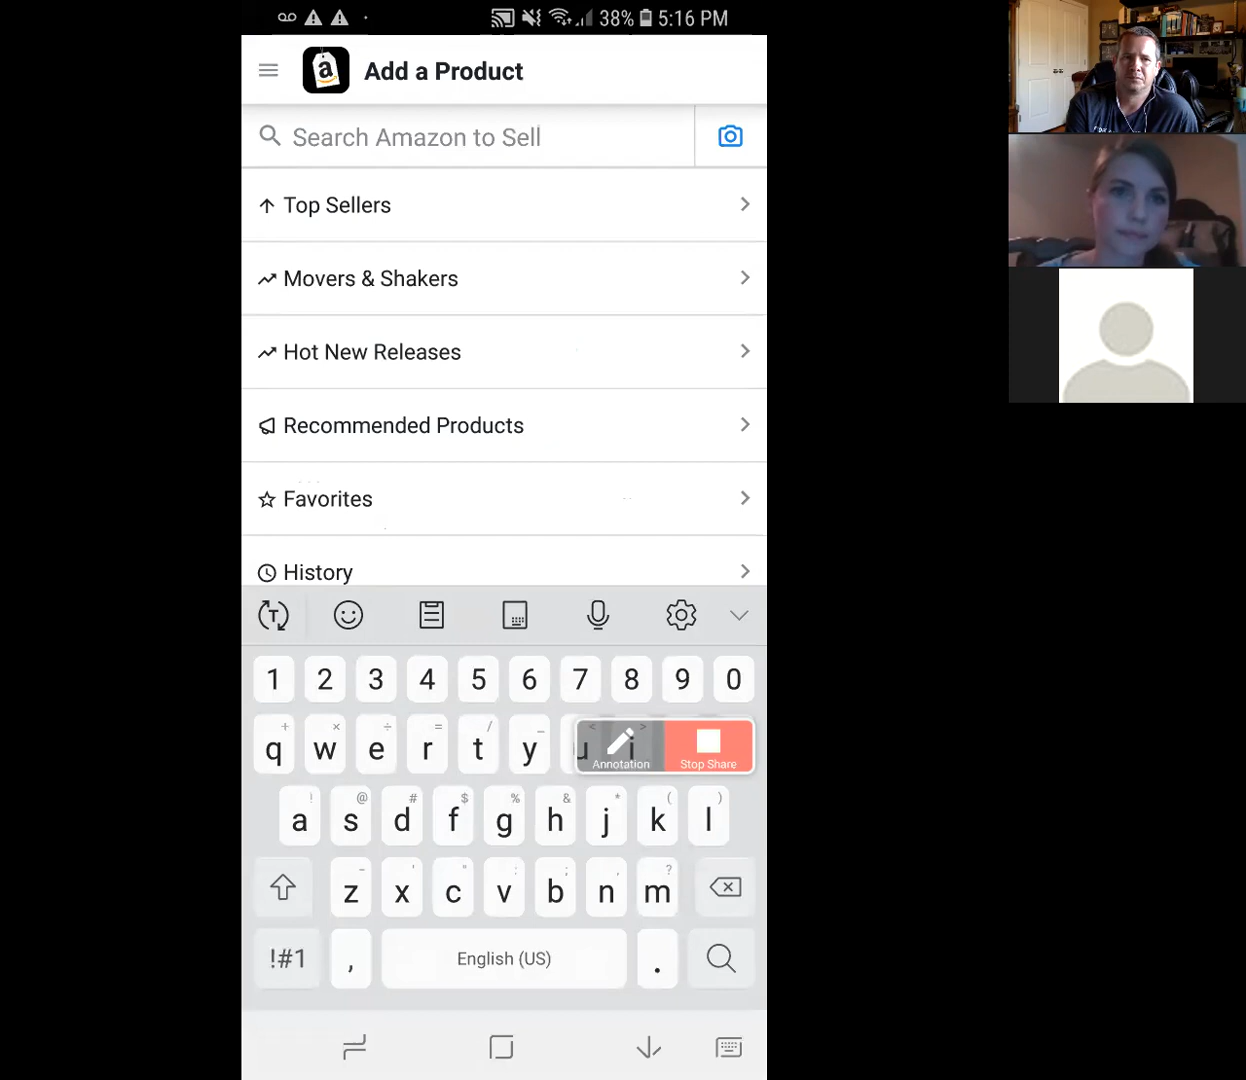 38% 5:16 PM
Add a Product
Search Amazon to Sell
Top Sellers
Movers & Shakers
Hot New Releases
Recommended Products
Favorites
History
1 2 3 4 5 6 7 8 9 0
+ × ÷ = / _ < >
q w e r t y u i
Annotation Stop Share
! @ # $ % & * ( )
a s d f g h j k l
- ' " : ; , ?
z x c v b n m
!#1 , English (US) .